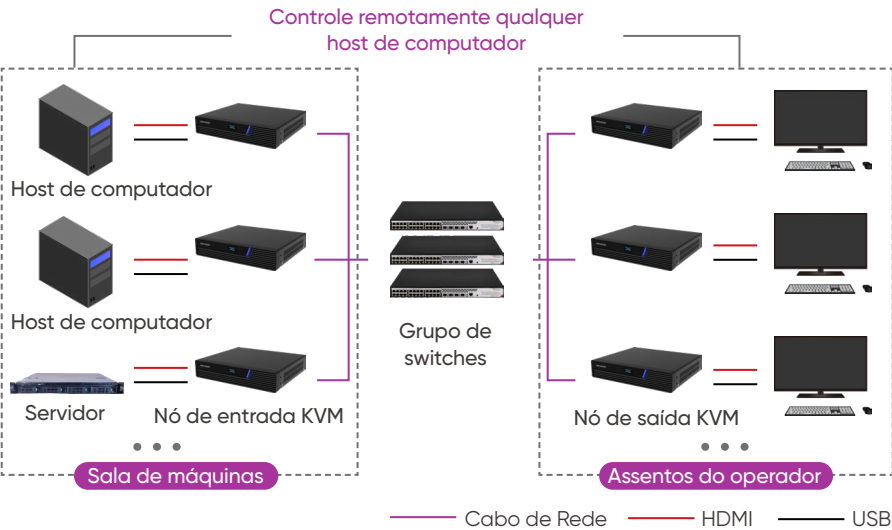 Controle remotamente qualquer
host de computador
Host de computador
Host de computador
Servidor
Nó de entrada KVM
Grupo de
switches
Nó de saída KVM
Sala de máquinas
Assentos do operador
Cabo de Rede
HDMI
USB